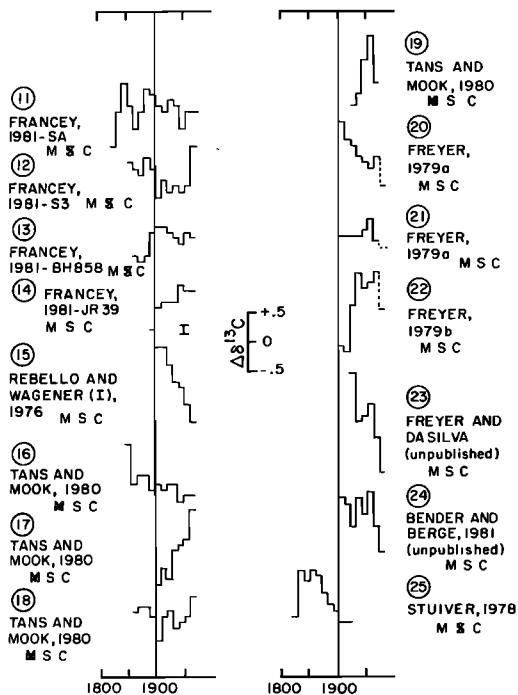 11
FRANCEY,
1981-SA
M S C
12
FRANCEY,
1981-S3 M S C
13
FRANCEY,
1981-BH858 M S C
14
FRANCEY,
1981-JR39
M S C
I
15
REBELLO AND
WAGENER (I),
1976 M S C
16
TANS AND
MOOK, 1980
M S C
17
TANS AND
MOOK, 1980
M S C
18
TANS AND
MOOK, 1980
M S C
1800 1900
Δδ13C
+.5
0
-.5
19
TANS AND
MOOK, 1980
M S C
20
FREYER,
1979a
M S C
21
FREYER,
1979a M S C
22
FREYER,
1979b
M S C
23
FREYER AND
DASILVA
(unpublished)
M S C
24
BENDER AND
BERGE, 1981
(unpublished)
M S C
25
STUIVER, 1978
M S C
1800 1900